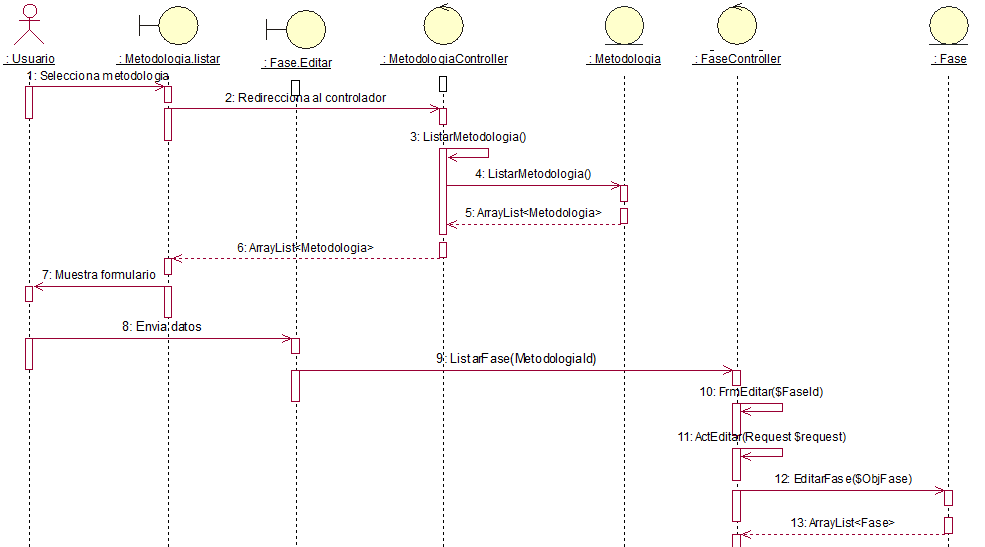 : Usuario
: Metodologia.listar
: Fase.Editar
: MetodologiaController
: Metodologia
: FaseController
: Fase
1: Selecciona metodologia
2: Redirecciona al controlador
3: ListarMetodologia()
4: ListarMetodologia()
5: ArrayList<Metodologia>
6: ArrayList<Metodologia>
7: Muestra formulario
8: Envia datos
9: ListarFase(MetodologiaId)
10: FrmEditar($FaseId)
11: ActEditar(Request $request)
12: EditarFase($ObjFase)
13: ArrayList<Fase>